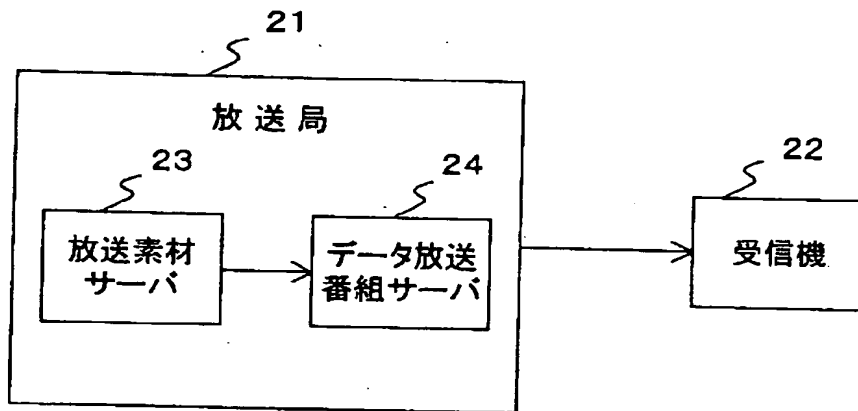 21
放送局
23
24
22
放送素材
サーバ
データ放送
番組サーバ
受信機